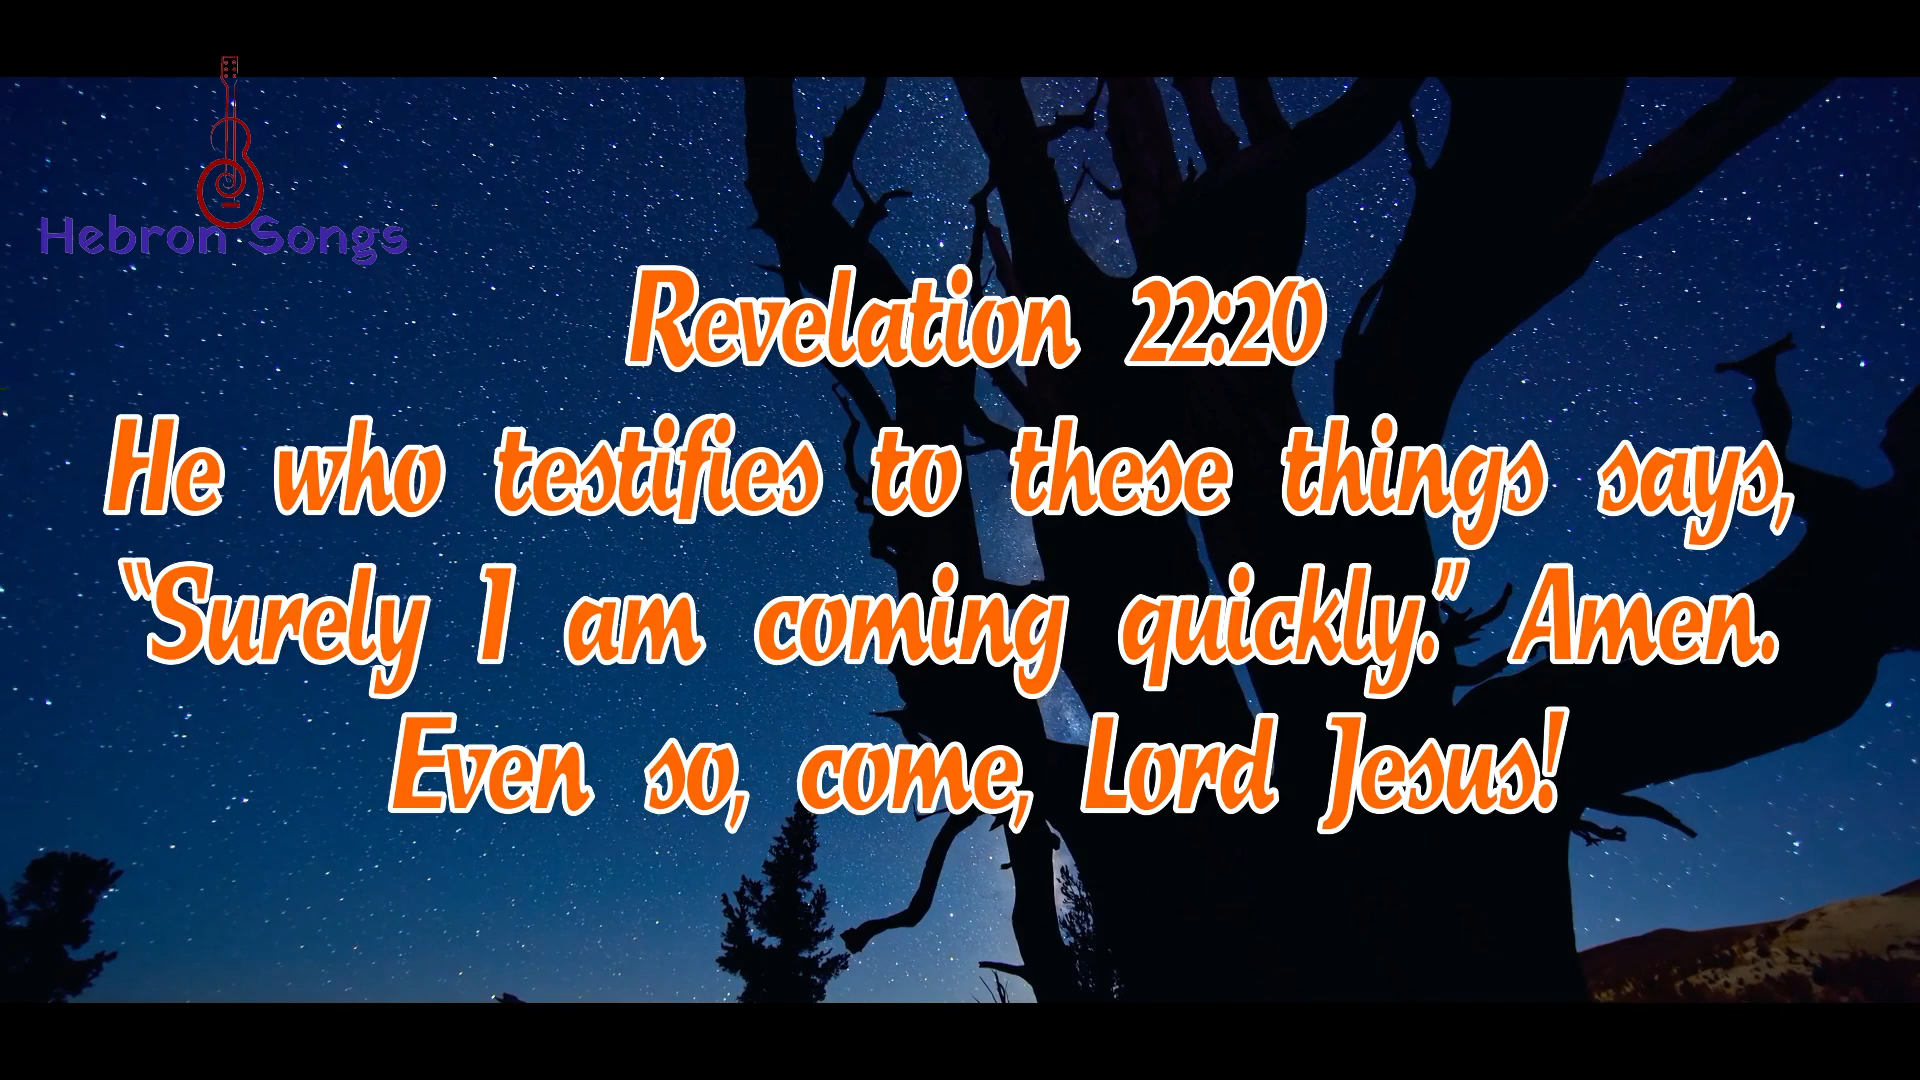 Hebron Songs
Revelation 22:20
He who testifies to these things says,
“Surely I am coming quickly.” Amen.
Even so, come, Lord Jesus!